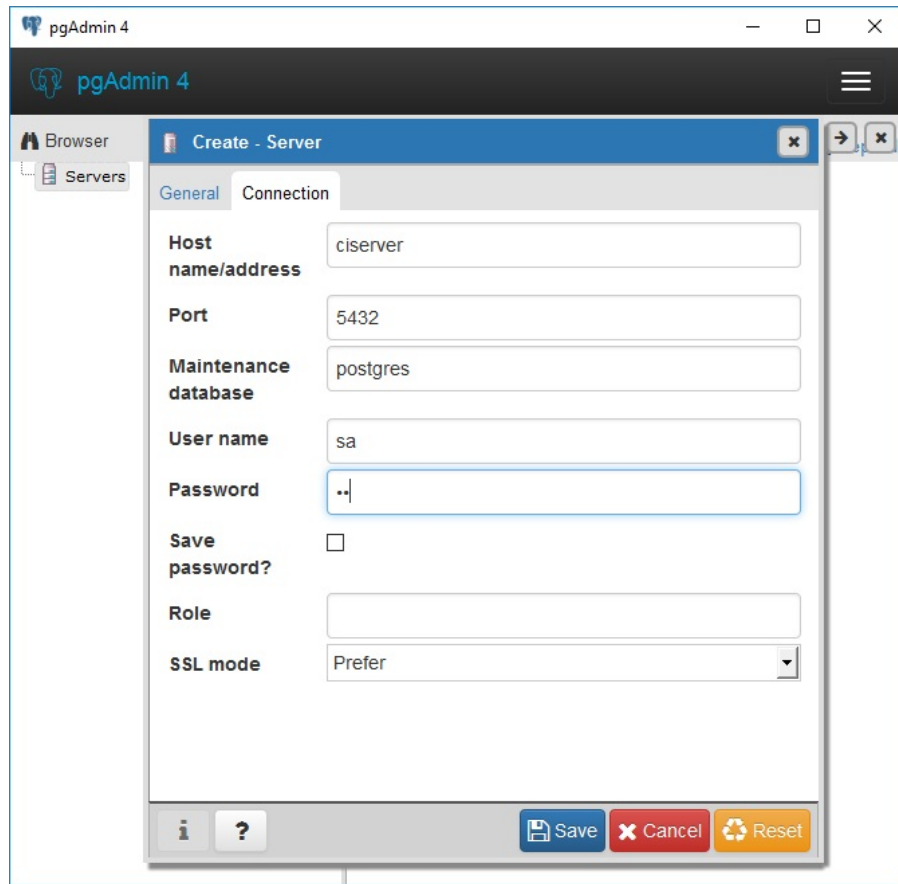 pgAdmin 4
pgAdmin 4
Browser
Servers
Create - Server
General Connection
Host
name/address
ciserver
Port
5432
Maintenance
database
postgres
User name
sa
Password
••
Save
password?
Role
SSL mode
Prefer
i
?
Save
Cancel
Reset